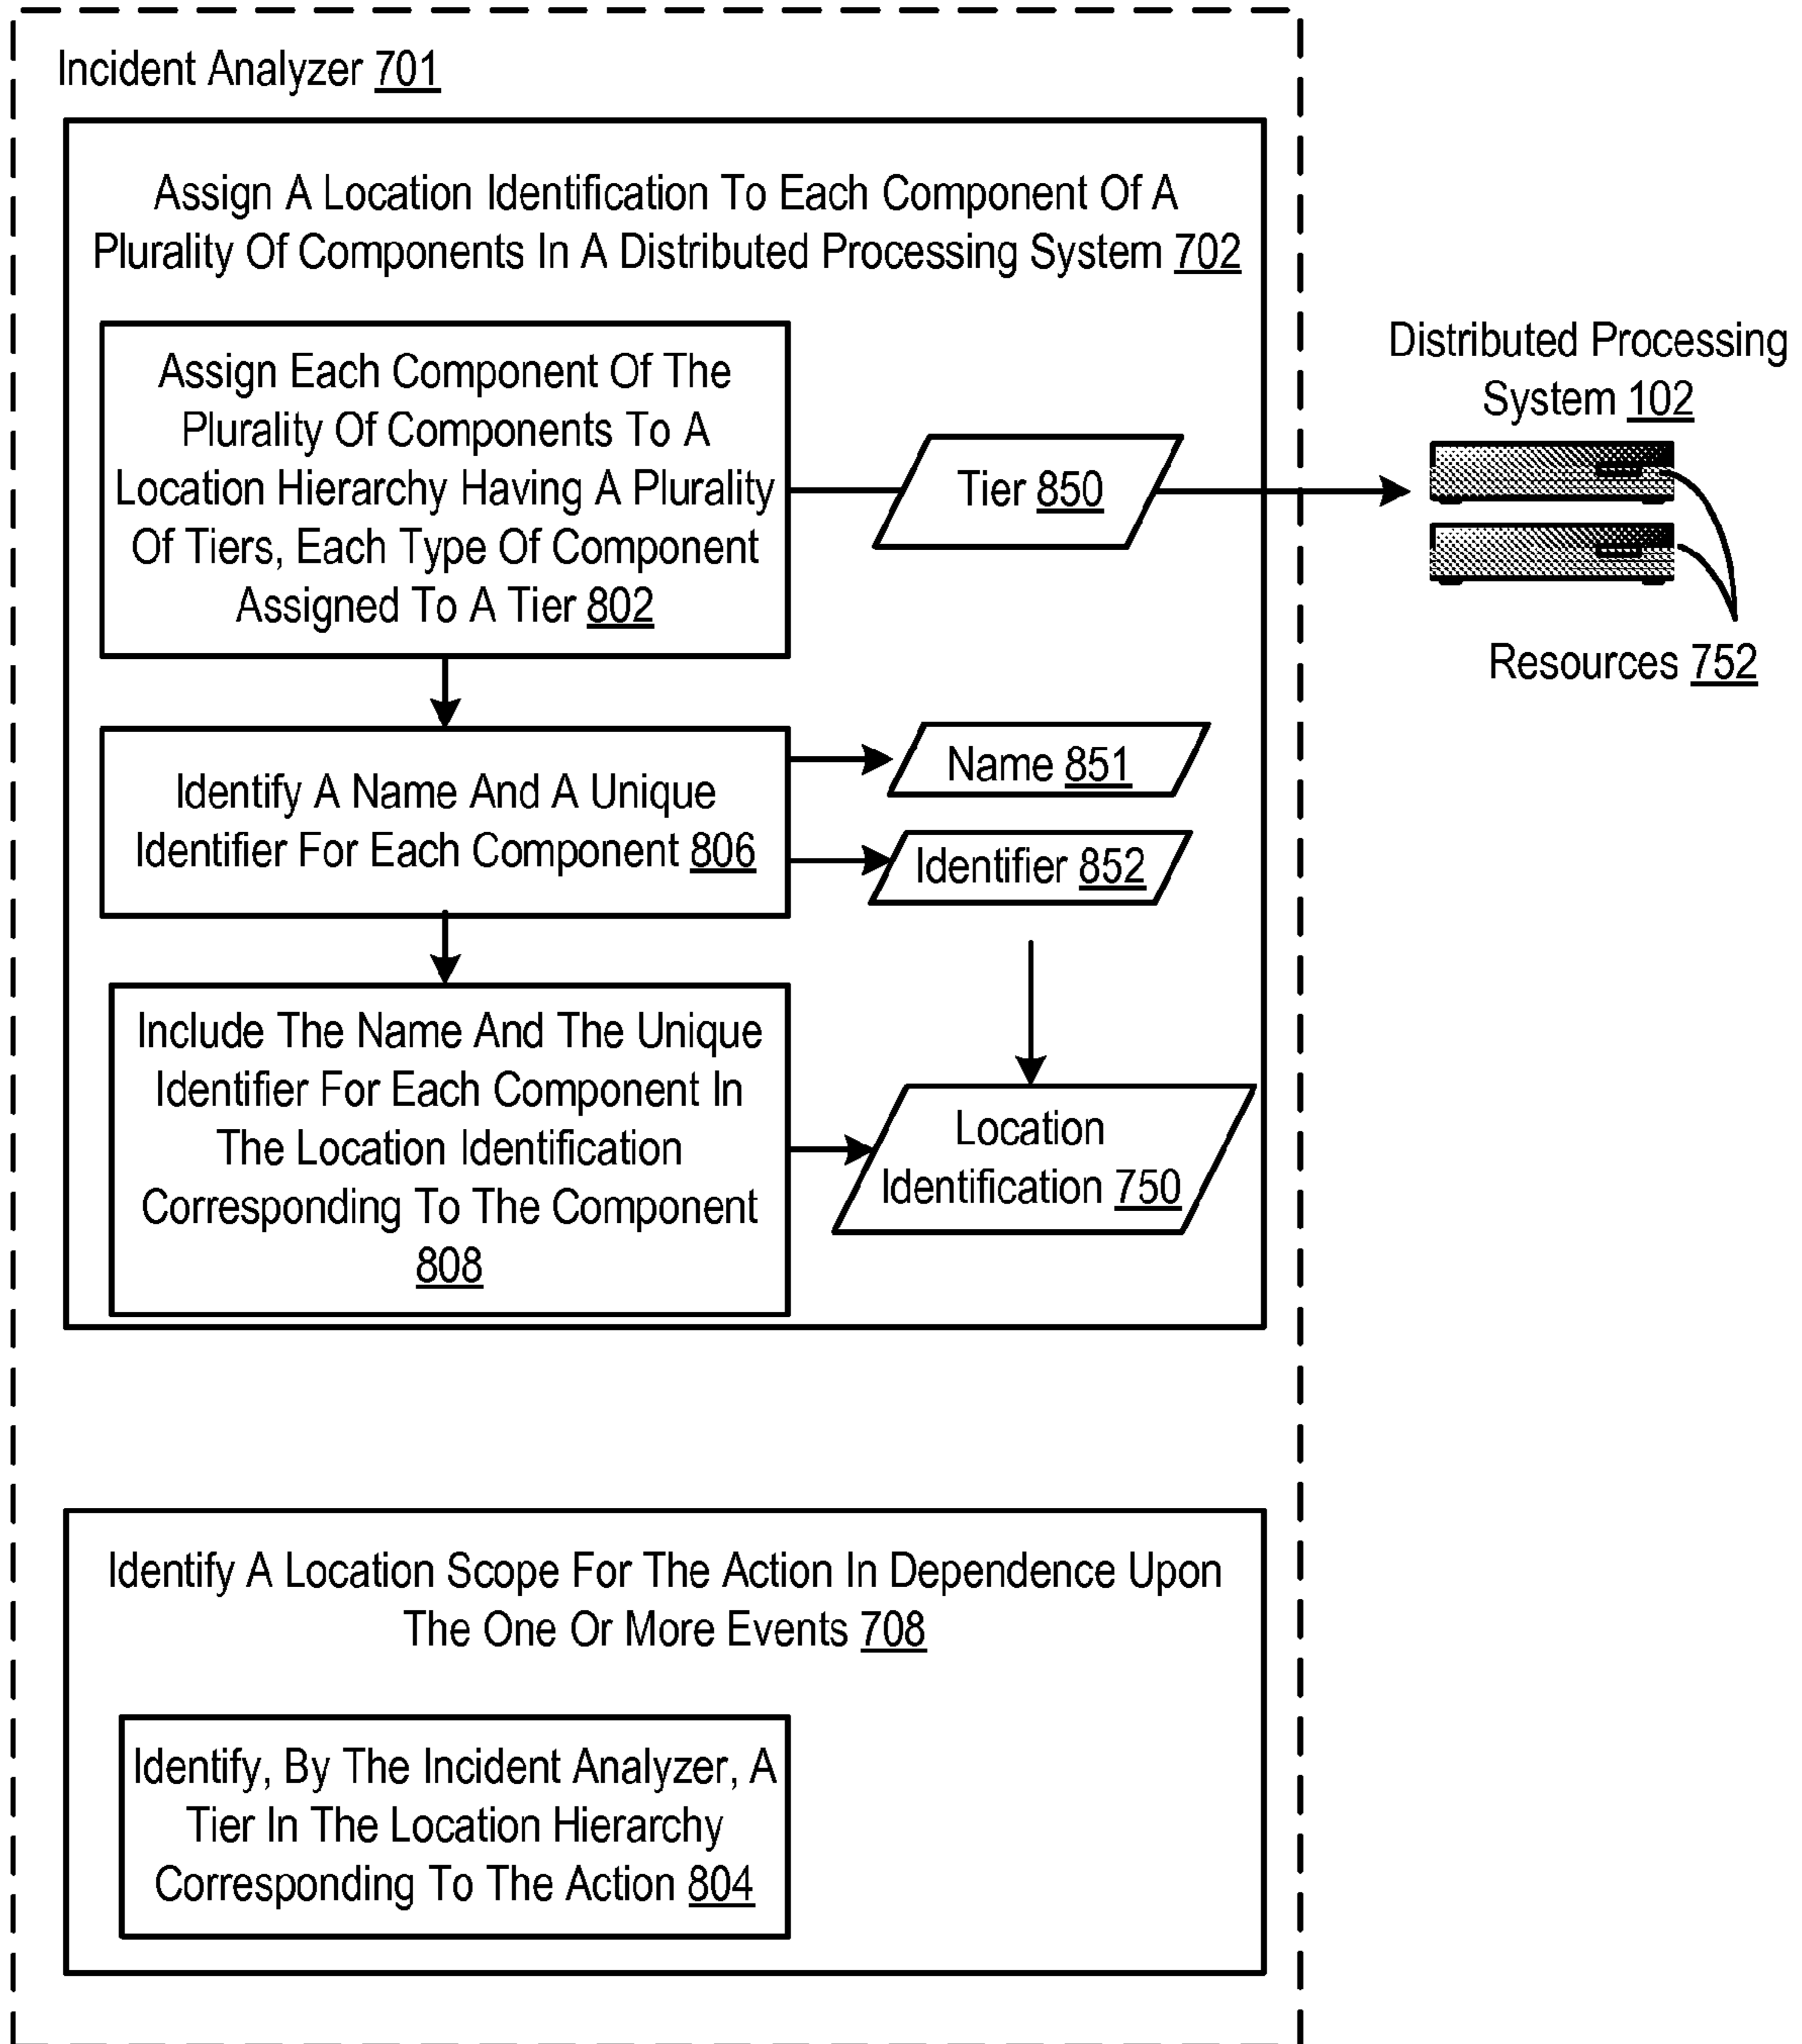 Incident Analyzer 701
Assign A Location Identification To Each Component Of A
Plurality Of Components In A Distributed Processing System 702
Assign Each Component Of The
Plurality Of Components To A
Location Hierarchy Having A Plurality
Of Tiers, Each Type Of Component
Assigned To A Tier 802
Tier 850
Distributed Processing
System 102
Resources 752
Identify A Name And A Unique
Identifier For Each Component 806
Name 851
Identifier 852
Include The Name And The Unique
Identifier For Each Component In
The Location Identification
Corresponding To The Component
808
Location
Identification 750
Identify A Location Scope For The Action In Dependence Upon
The One Or More Events 708
Identify, By The Incident Analyzer, A
Tier In The Location Hierarchy
Corresponding To The Action 804